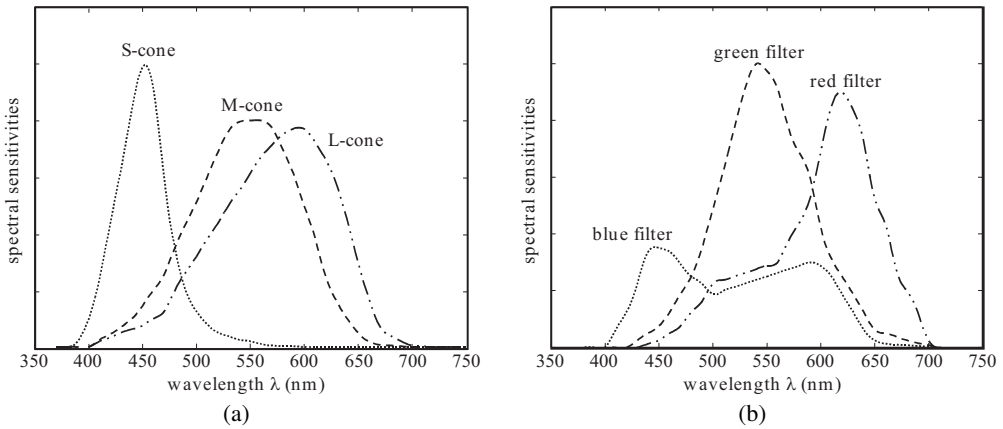 S-cone
M-cone
L-cone
spectral sensitivities
350 400 450 500 550 600 650 700 750
wavelength λ (nm)
(a)
green filter
red filter
blue filter
spectral sensitivities
350 400 450 500 550 600 650 700 750
wavelength λ (nm)
(b)